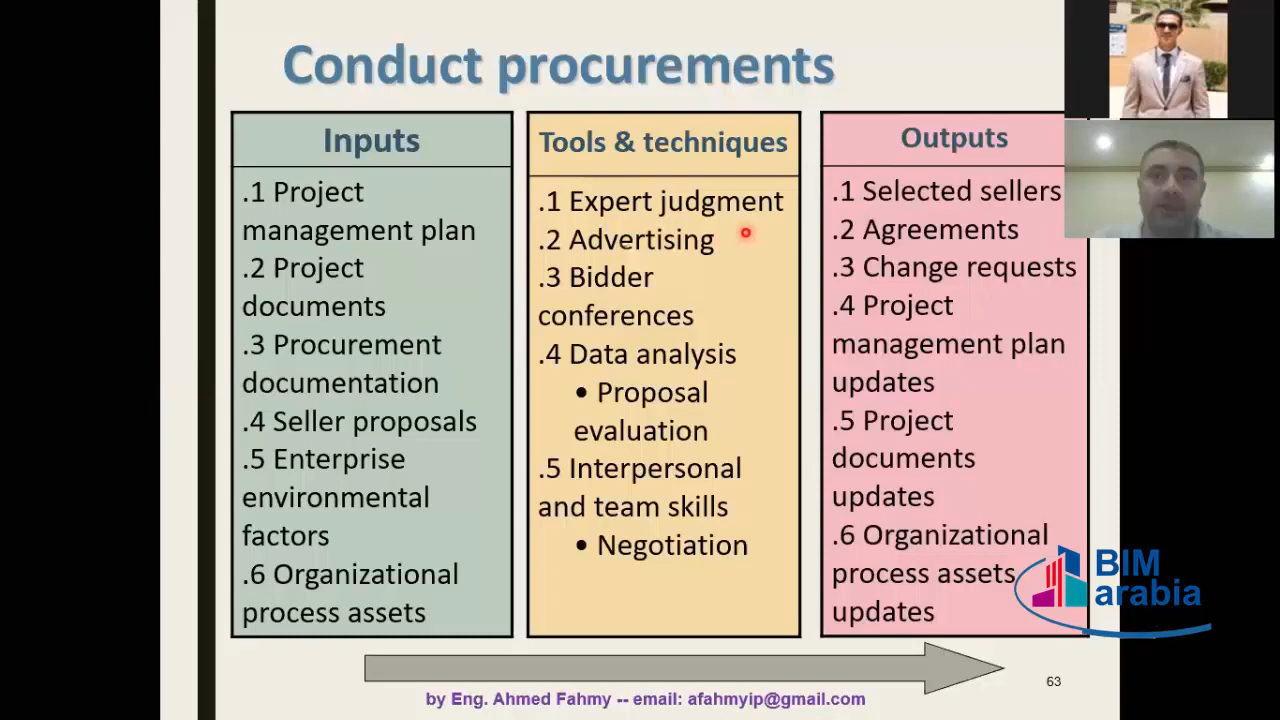 Conduct procurements
Inputs
.1 Project
management plan
.2 Project
documents
.3 Procurement
documentation
.4 Seller proposals
.5 Enterprise
environmental
factors
.6 Organizational
process assets
Tools & techniques
.1 Expert judgment
.2 Advertising
.3 Bidder
conferences
.4 Data analysis
• Proposal
evaluation
.5 Interpersonal
and team skills
• Negotiation
Outputs
.1 Selected sellers
.2 Agreements
.3 Change requests
.4 Project
management plan
updates
.5 Project
documents
updates
.6 Organizational
process assets
updates
BIM
arabia
63
by Eng. Ahmed Fahmy -- email: afahmyip@gmail.com